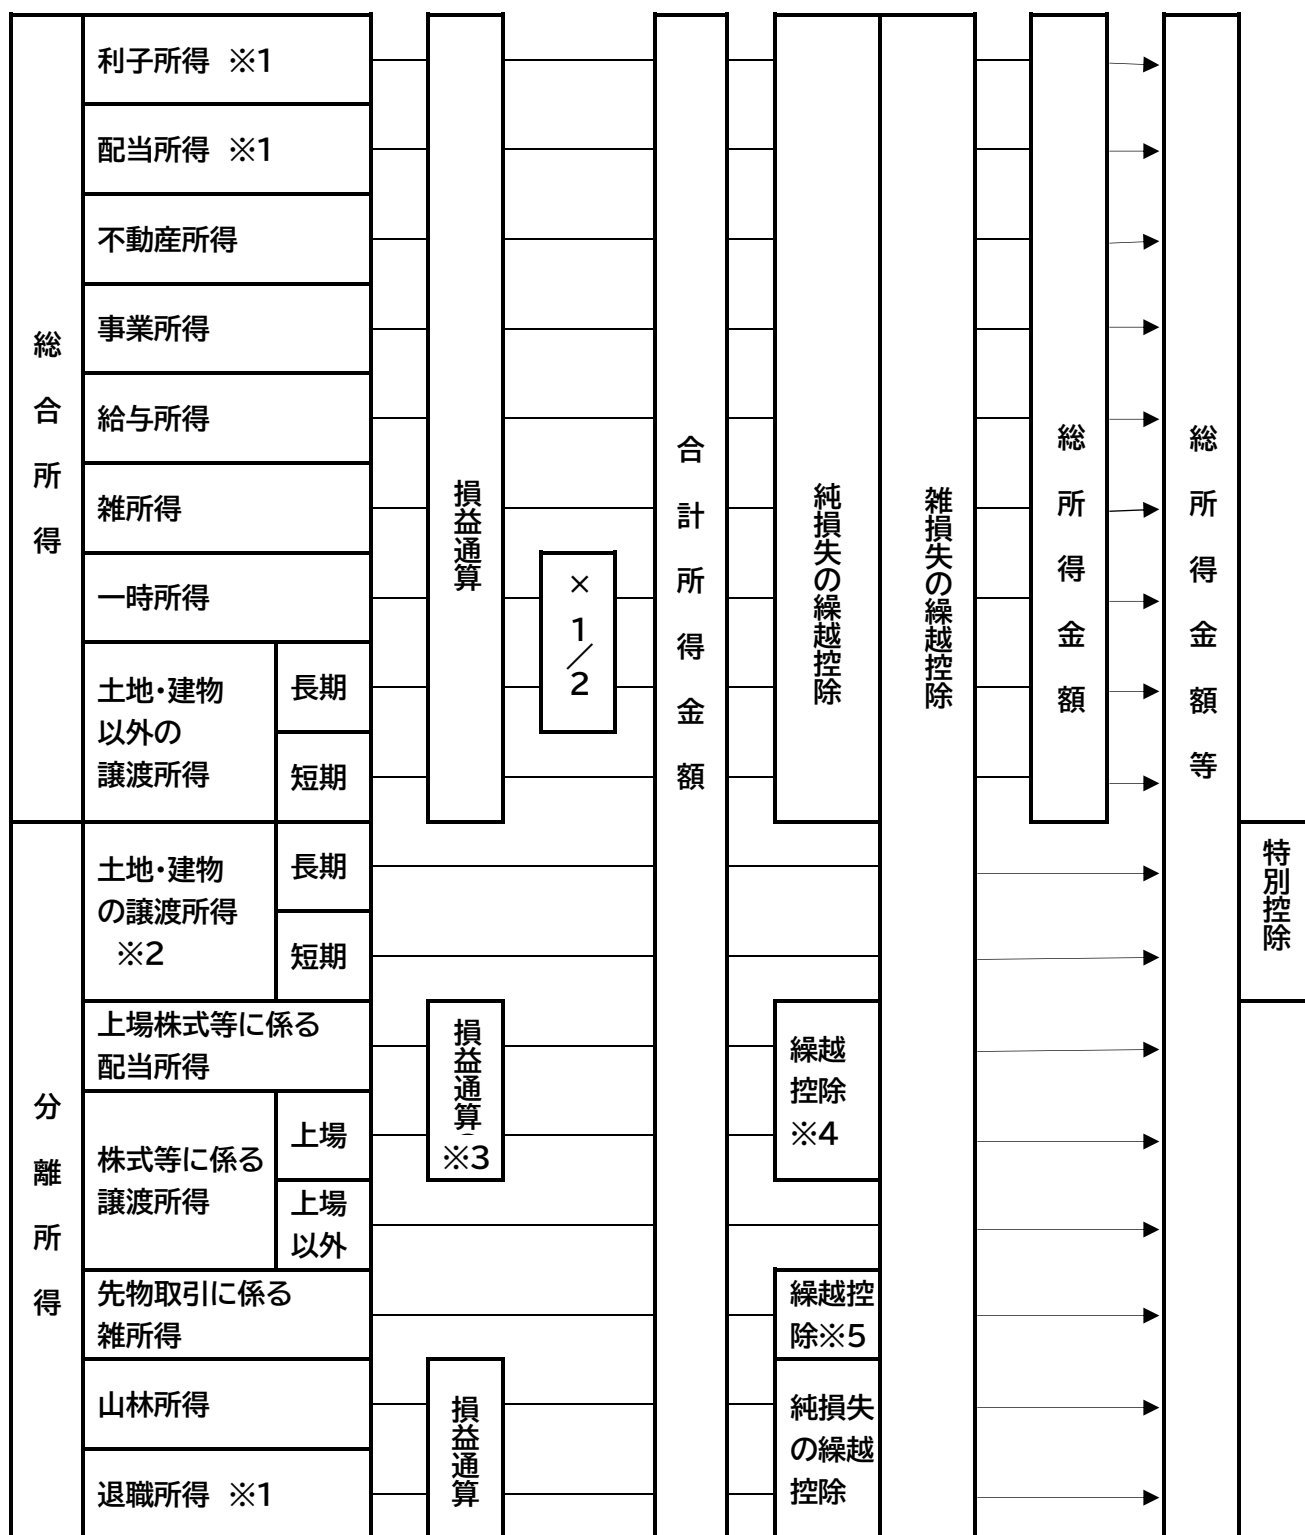 総合所得
利子所得 ※1
配当所得 ※1
不動産所得
事業所得
給与所得
雑所得
一時所得
土地・建物
以外の
譲渡所得
長期
短期
損益通算
×1/2
合計所得金額
純損失の繰越控除
雑損失の繰越控除
総所得金額
総所得金額等
分離所得
土地・建物
の譲渡所得
※2
長期
短期
特別控除
上場株式等に係る
配当所得
株式等に係る
譲渡所得
上場
上場
以外
損益通算
※3
繰越
控除
※4
先物取引に係る
雑所得
繰越控
除※5
山林所得
退職所得 ※1
損益通算
純損失
の繰越
控除